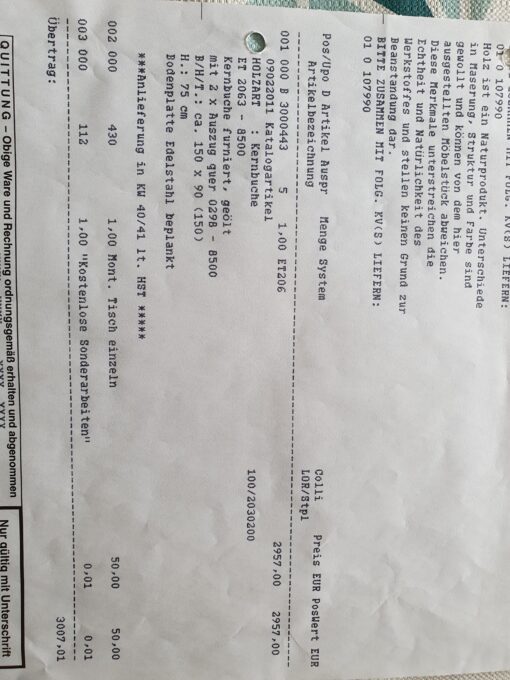 HMEN MIT FOLG. KV(S) LIEFERN:
01 0 107990
Holz ist ein Naturprodukt. Unterschiede
in Maserung, Struktur und Farbe sind
gewollt und können von dem hier
ausgestellten Möbelstück abweichen.
Diese Merkmale unterstreichen die
Echtheit und Natürlichkeit des
Werkstoffes und stellen keinen Grund zur
Beanstandung dar.
BITTE ZUSAMMEN MIT FOLG. KV(S) LIEFERN:
01 0 107990
Pos/Upo D Artikel Auspr Menge System Colli Preis EUR PosWert EUR
Artikelbezeichnung LOR/Stpl
001 000 B 3000443 5 1,00 ET206 2957,00 2957,00
09022011 Katalogartikel
HOLZART : Kernbuche 100/2030200
ET 2063 - 8500
Kernbuche furniert, geölt
mit 2 x Auszug quer 029B - 8500
B/H/T.: ca. 150 X 90 (150)
H.: 75 cm
Bodenplatte Edelstahl beplankt
***Anlieferung in KW 40/41 lt. HST *****
002 000 430 1,00 Mont. Tisch einzeln 50,00 50,00
003 000 112 1,00 "Kostenlose Sonderarbeiten" 0,01 0,01
Übertrag: 3007,01
QUITTUNG – Obige Ware und Rechnung ordnungsgemäß erhalten und abgenommen
Nur gültig mit Unterschrift